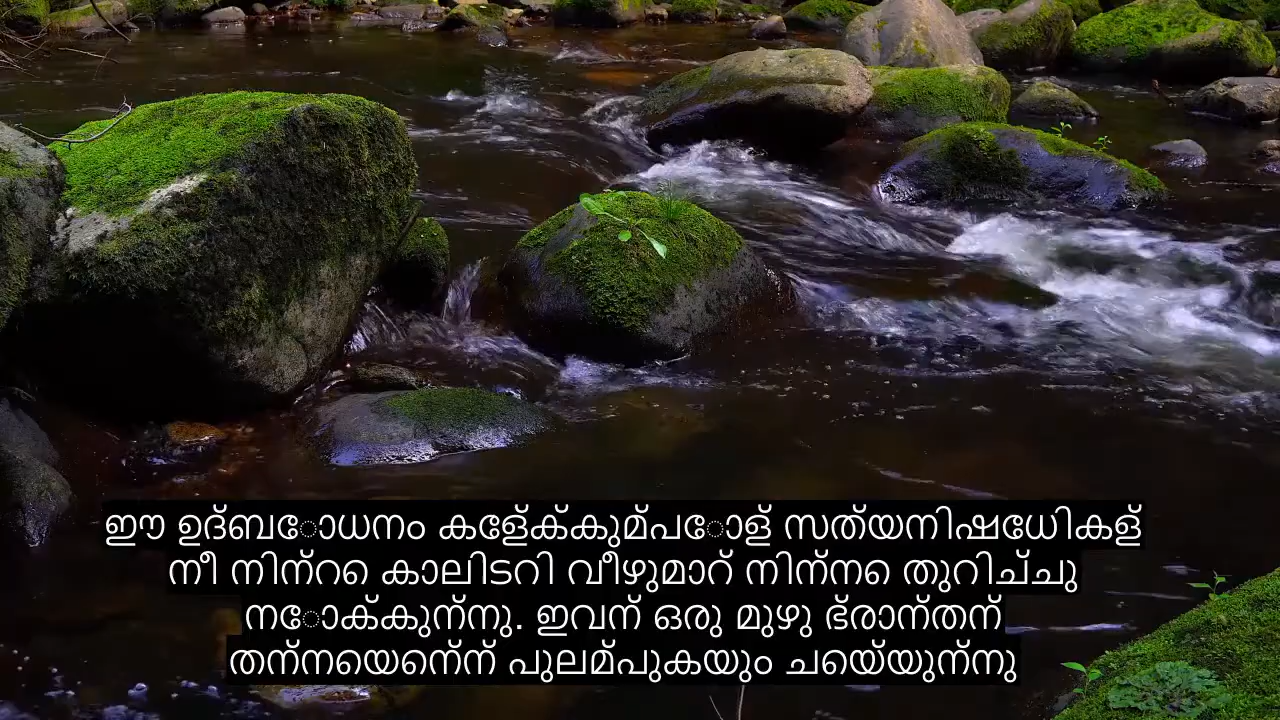 ഈ ഉദ്ബോധനം കേള്ക്കുമ്പോള് സത്യനിഷേധികള്
നീ നിന്റെ കാലിടറി വീഴുമാറ് നിന്നെ തുറിച്ചു
നോക്കുന്നു. ഇവന് ഒരു മുഴു ഭ്രാന്തന്
തന്നെയെന്ന് പുലമ്പുകയും ചെയ്യുന്നു